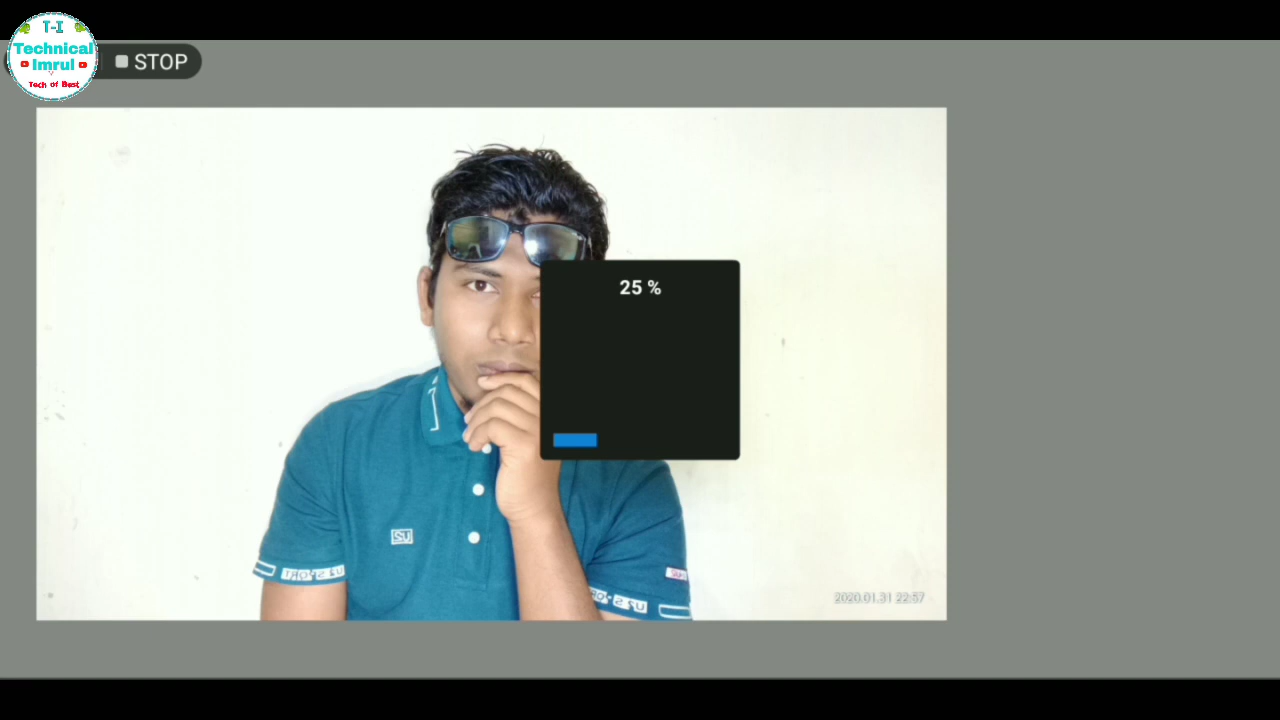 T-I
Technical
Imrul
Tech of Best
STOP
25 %
2020.01.31 22:57